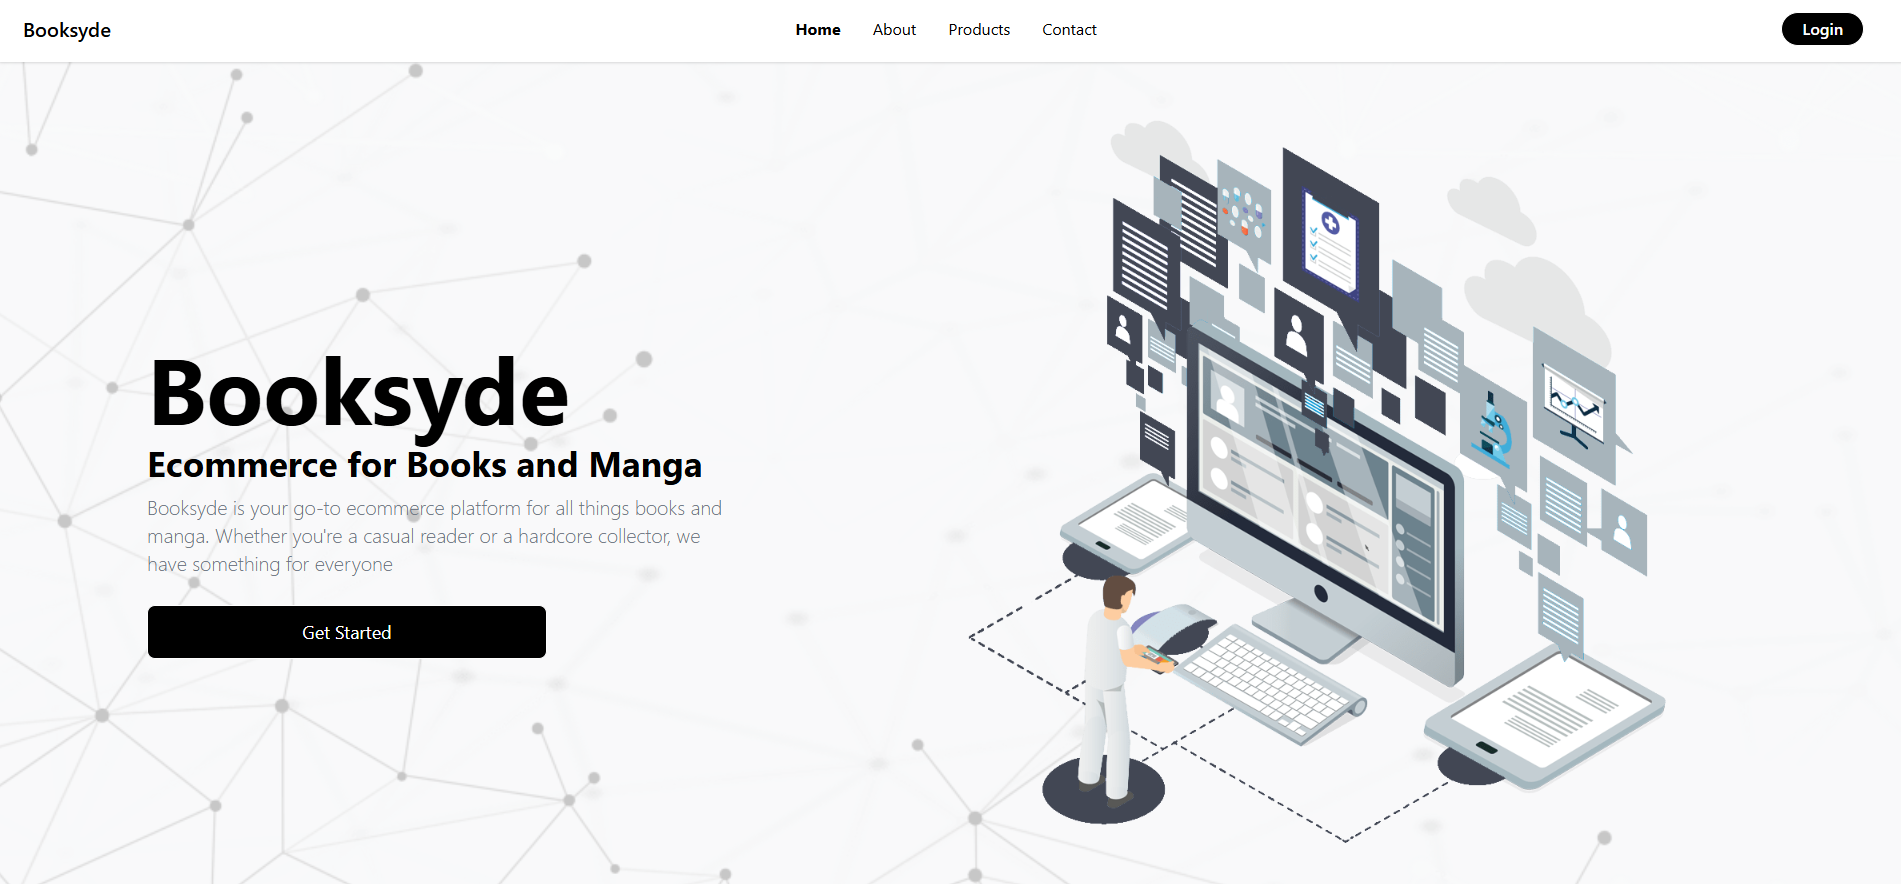 Booksyde
Home About Products Contact
Login
Booksyde
Ecommerce for Books and Manga
Booksyde is your go-to ecommerce platform for all things books and
manga. Whether you're a casual reader or a hardcore collector, we
have something for everyone
Get Started